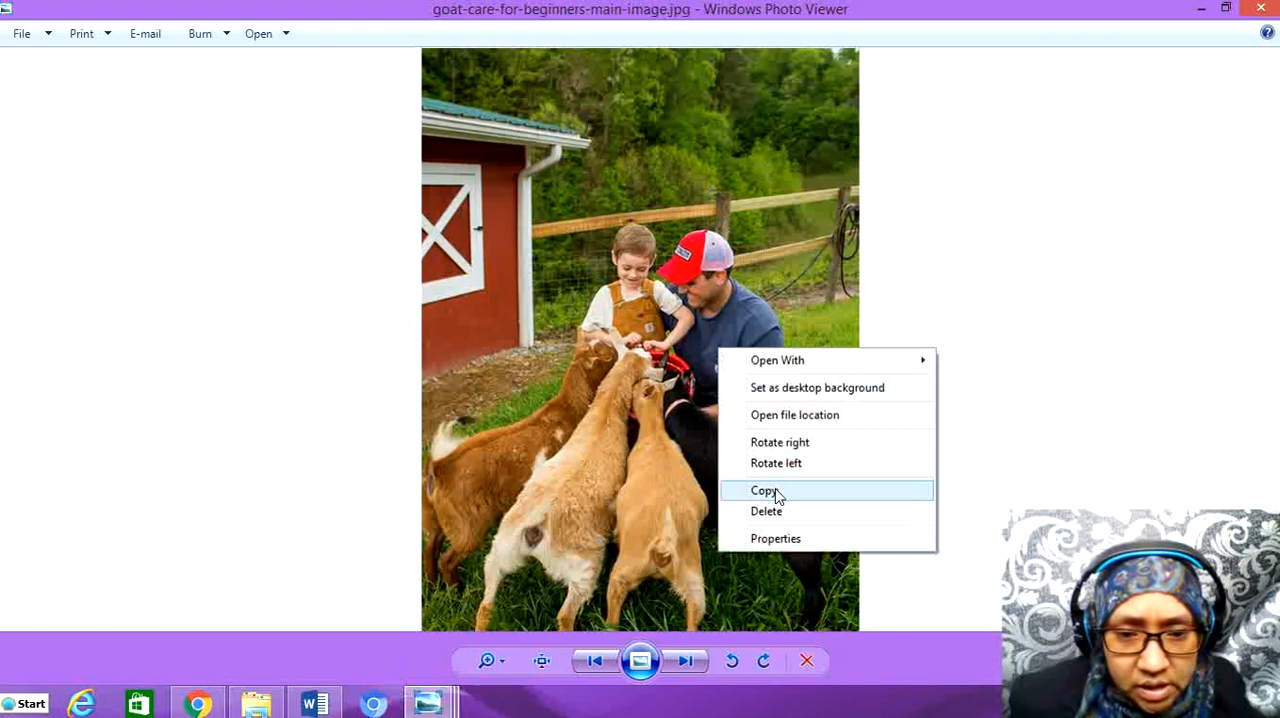 goat-care-for-beginners-main-image.jpg - Windows Photo Viewer
File Print E-mail Burn Open
Open With
Set as desktop background
Open file location
Rotate right
Rotate left
Copy
Delete
Properties
Start